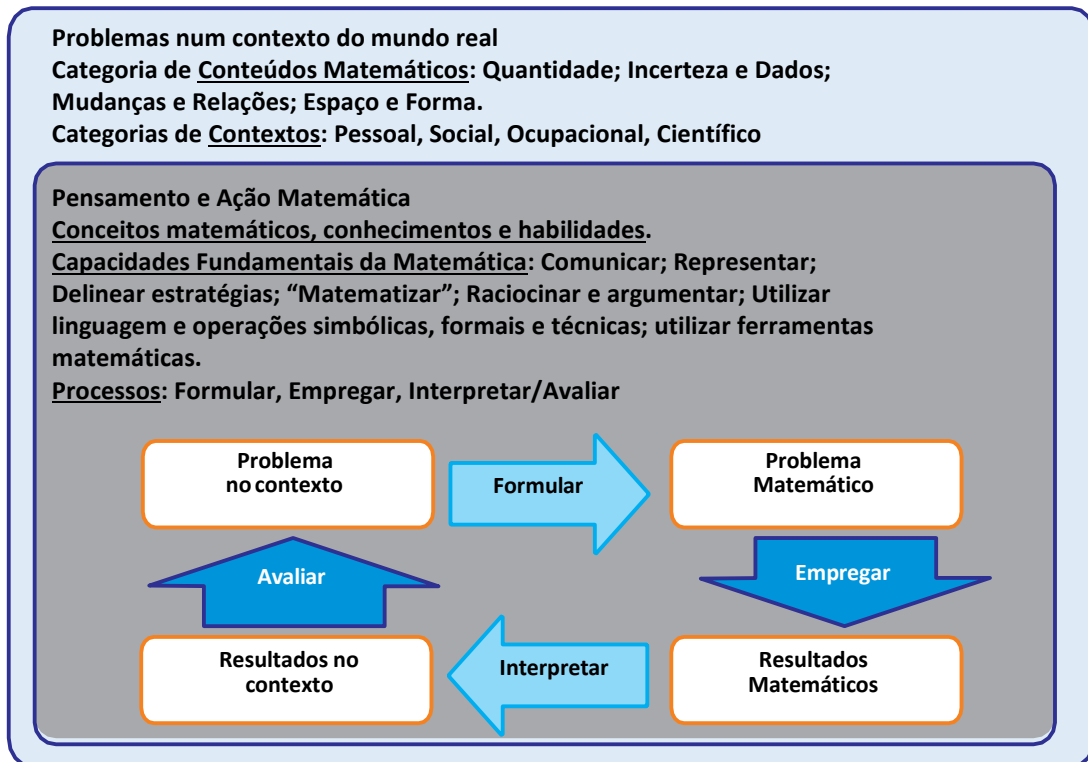 Problemas num contexto do mundo real
Categoria de Conteúdos Matemáticos: Quantidade; Incerteza e Dados;
Mudanças e Relações; Espaço e Forma.
Categorias de Contextos: Pessoal, Social, Ocupacional, Científico
Pensamento e Ação Matemática
Conceitos matemáticos, conhecimentos e habilidades.
Capacidades Fundamentais da Matemática: Comunicar; Representar;
Delinear estratégias; “Matematizar”; Raciocinar e argumentar; Utilizar
linguagem e operações simbólicas, formais e técnicas; utilizar ferramentas
matemáticas.
Processos: Formular, Empregar, Interpretar/Avaliar
Problema
no contexto
Formular
Problema
Matemático
Avaliar
Empregar
Resultados no
contexto
Interpretar
Resultados
Matemáticos